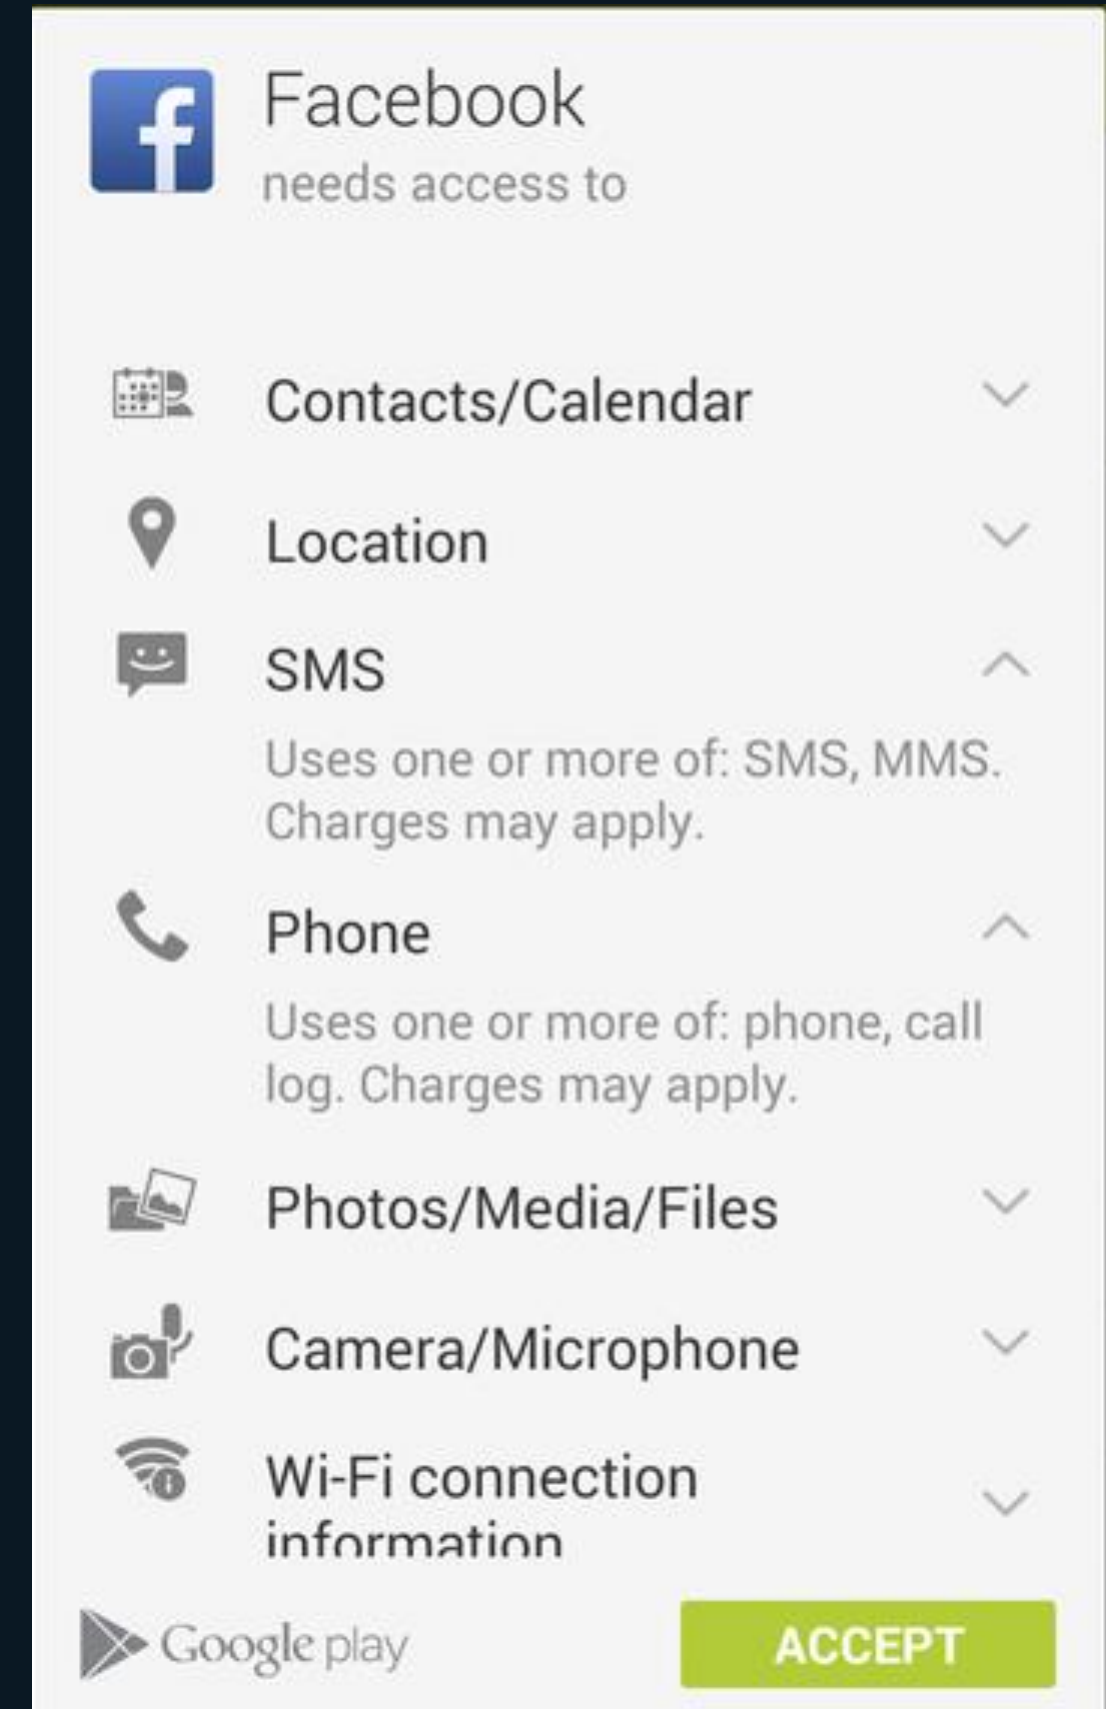 Facebook
needs access to
Contacts/Calendar
Location
SMS
Uses one or more of: SMS, MMS.
Charges may apply.
Phone
Uses one or more of: phone, call
log. Charges may apply.
Photos/Media/Files
Camera/Microphone
Wi-Fi connection
information
Google play
ACCEPT